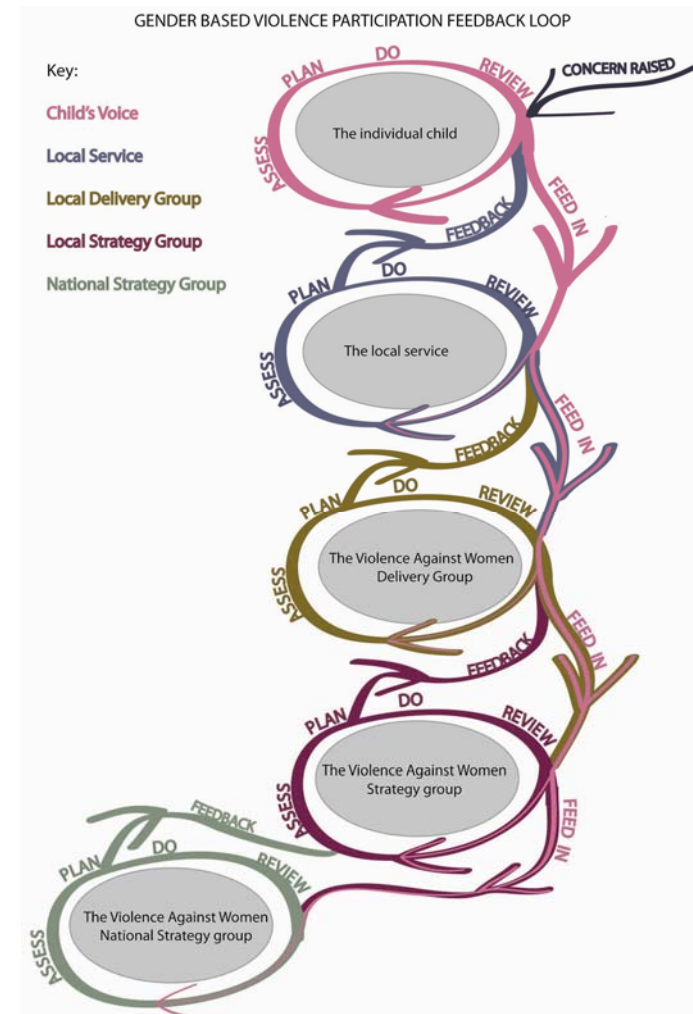 GENDER BASED VIOLENCE PARTICIPATION FEEDBACK LOOP
Key:
Child's Voice
Local Service
Local Delivery Group
Local Strategy Group
National Strategy Group
CONCERN RAISED
ASSESS
PLAN
DO
REVIEW
The individual child
FEED IN
FEEDBACK
ASSESS
PLAN
DO
REVIEW
The local service
FEED IN
FEEDBACK
ASSESS
PLAN
DO
REVIEW
The Violence Against Women
Delivery Group
FEED IN
FEEDBACK
ASSESS
PLAN
DO
REVIEW
The Violence Against Women
Strategy group
FEED IN
FEEDBACK
ASSESS
PLAN
DO
REVIEW
The Violence Against Women
National Strategy group